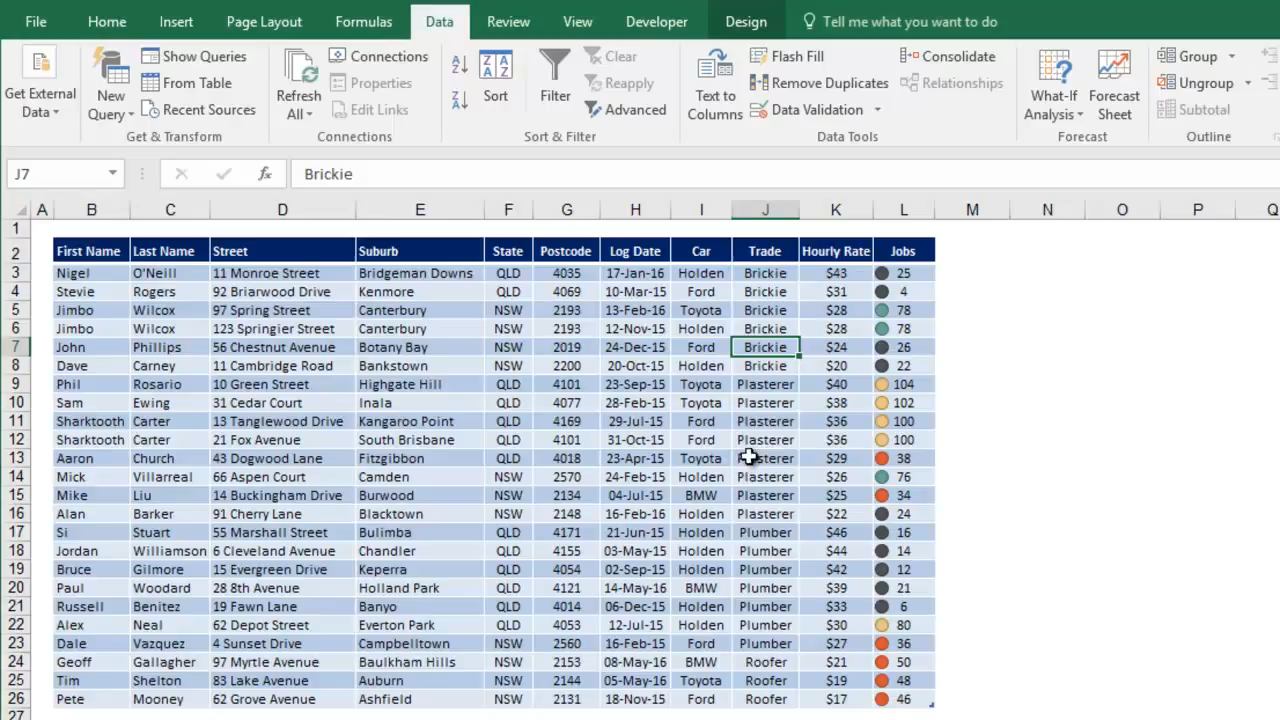 File Home Insert Page Layout Formulas Data Review View Developer Design Tell me what you want to do
Show Queries Connections Clear Flash Fill Consolidate Group
From Table Properties Reapply Remove Duplicates Relationships Ungroup
Recent Sources Edit Links Advanced Data Validation Subtotal
Get External Data New Query Refresh All Sort Filter Text to Columns What-If Analysis Forecast Sheet
Get & Transform Connections Sort & Filter Data Tools Forecast Outline
J7 fx Brickie
A B C D E F G H I J K L M N O P Q
1
2 First Name Last Name Street Suburb State Postcode Log Date Car Trade Hourly Rate Jobs
3 Nigel O'Neill 11 Monroe Street Bridgeman Downs QLD 4035 17-Jan-16 Holden Brickie $43 25
4 Stevie Rogers 92 Briarwood Drive Kenmore QLD 4069 10-Mar-15 Ford Brickie $31 4
5 Jimbo Wilcox 97 Spring Street Canterbury NSW 2193 13-Feb-16 Toyota Brickie $28 78
6 Jimbo Wilcox 123 Springier Street Canterbury NSW 2193 12-Nov-15 Holden Brickie $28 78
7 John Phillips 56 Chestnut Avenue Botany Bay NSW 2019 24-Dec-15 Ford Brickie $24 26
8 Dave Carney 11 Cambridge Road Bankstown NSW 2200 20-Oct-15 Holden Brickie $20 22
9 Phil Rosario 10 Green Street Highgate Hill QLD 4101 23-Sep-15 Toyota Plasterer $40 104
10 Sam Ewing 31 Cedar Court Inala QLD 4077 28-Feb-15 Toyota Plasterer $38 102
11 Sharktooth Carter 13 Tanglewood Drive Kangaroo Point QLD 4169 29-Jul-15 Ford Plasterer $36 100
12 Sharktooth Carter 21 Fox Avenue South Brisbane QLD 4101 31-Oct-15 Ford Plasterer $36 100
13 Aaron Church 43 Dogwood Lane Fitzgibbon QLD 4018 23-Apr-15 Toyota Plasterer $29 38
14 Mick Villarreal 66 Aspen Court Camden NSW 2570 24-Feb-15 Holden Plasterer $26 76
15 Mike Liu 14 Buckingham Drive Burwood NSW 2134 04-Jul-15 BMW Plasterer $25 34
16 Alan Barker 91 Cherry Lane Blacktown NSW 2148 16-Feb-16 Holden Plasterer $22 24
17 Si Stuart 55 Marshall Street Bulimba QLD 4171 21-Jun-15 Holden Plumber $46 16
18 Jordan Williamson 6 Cleveland Avenue Chandler QLD 4155 03-May-15 Holden Plumber $44 14
19 Bruce Gilmore 15 Evergreen Drive Keperra QLD 4054 02-Sep-15 Holden Plumber $42 12
20 Paul Woodard 28 8th Avenue Holland Park QLD 4121 14-May-16 BMW Plumber $39 21
21 Russell Benitez 19 Fawn Lane Banyo QLD 4014 06-Dec-15 Holden Plumber $33 6
22 Alex Neal 62 Depot Street Everton Park QLD 4053 12-Jul-15 Holden Plumber $30 80
23 Dale Vazquez 4 Sunset Drive Campbelltown NSW 2560 16-Feb-15 Ford Plumber $27 36
24 Geoff Gallagher 97 Myrtle Avenue Baulkham Hills NSW 2153 08-May-16 BMW Roofer $21 50
25 Tim Shelton 83 Lake Avenue Auburn NSW 2144 05-May-16 Toyota Roofer $19 48
26 Pete Mooney 62 Grove Avenue Ashfield NSW 2131 18-Nov-15 Ford Roofer $17 46
27